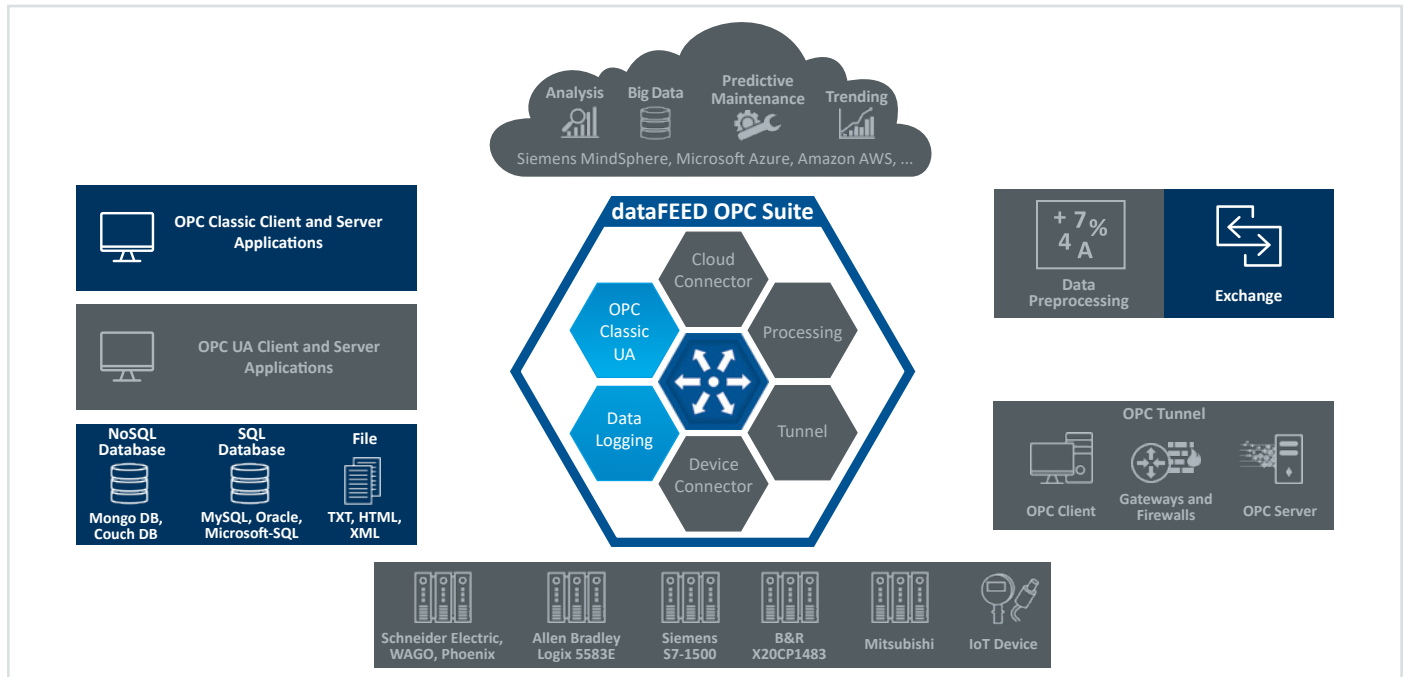 Analysis
Big Data
Predictive
Maintenance
Trending
Siemens MindSphere, Microsoft Azure, Amazon AWS, ...
OPC Classic Client and Server
Applications
OPC UA Client and Server
Applications
NoSQL
Database
SQL
Database
File
Mongo DB,
Couch DB
MySQL, Oracle,
Microsoft-SQL
TXT, HTML,
XML
dataFEED OPC Suite
Cloud
Connector
OPC
Classic
UA
Processing
Data
Logging
Tunnel
Device
Connector
+ 7%
4 A
Data
Preprocessing
Exchange
OPC Tunnel
OPC Client
Gateways and
Firewalls
OPC Server
Schneider Electric,
WAGO, Phoenix
Allen Bradley
Logix 5583E
Siemens
S7-1500
B&R
X20CP1483
Mitsubishi
IoT Device